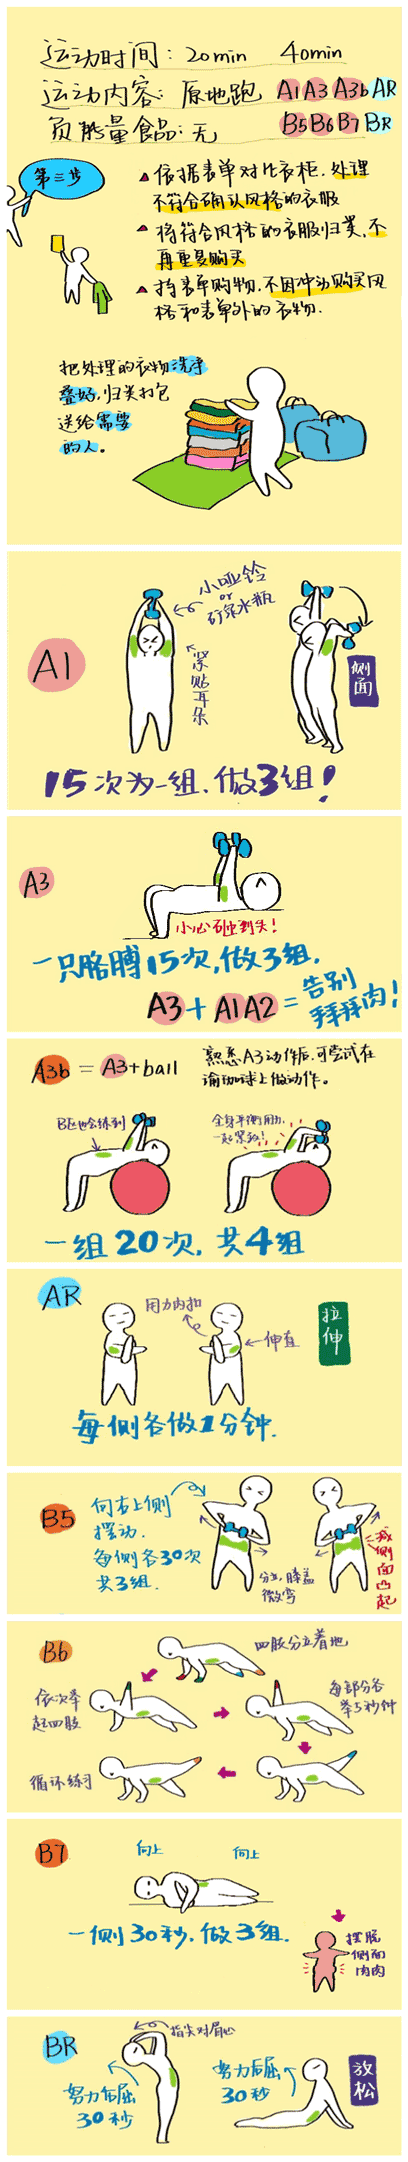 运动时间：20min 40min
运动内容：原地跑 A1 A3 A3b AR
负能量食品：无 B5 B6 B7 BR
第三步
依据表单对比衣柜，处理
不符合确认风格的衣服
将符合风格的衣服归类，不
再重复购买
持表单购物，不因冲动购买风
格和表单外的衣物．
把处理的衣物洗净
叠好，归类打包
送给需要
的人。
A1
小哑铃
or
矿泉水瓶
紧贴耳朵
侧面
15次为一组，做3组！
A3
小心砸到头！
一只胳膊15次，做3组．
A3+A1A2=告别
拜拜肉！
A3b = A3+ball
熟悉A3动作后，可尝试在
瑜伽球上做动作。
BE也会练到
全身平衡用力，
一起紧致！
一组20次，共4组
AR
用力内扣
伸直
拉伸
每侧各做1分钟．
B5
向右上侧
摆动．
每侧各30次
共3组．
分立，膝盖
微弯
减侧面凸起
B6
四肢分立着地
依次举
起四肢
每部分各
举5秒钟
循环练习
B7
向上
向上
一侧30秒，做3组．
摆脱
侧面
肉肉
BR
指尖对眉心
努力后屈
30秒
努力后屈
30秒
放松